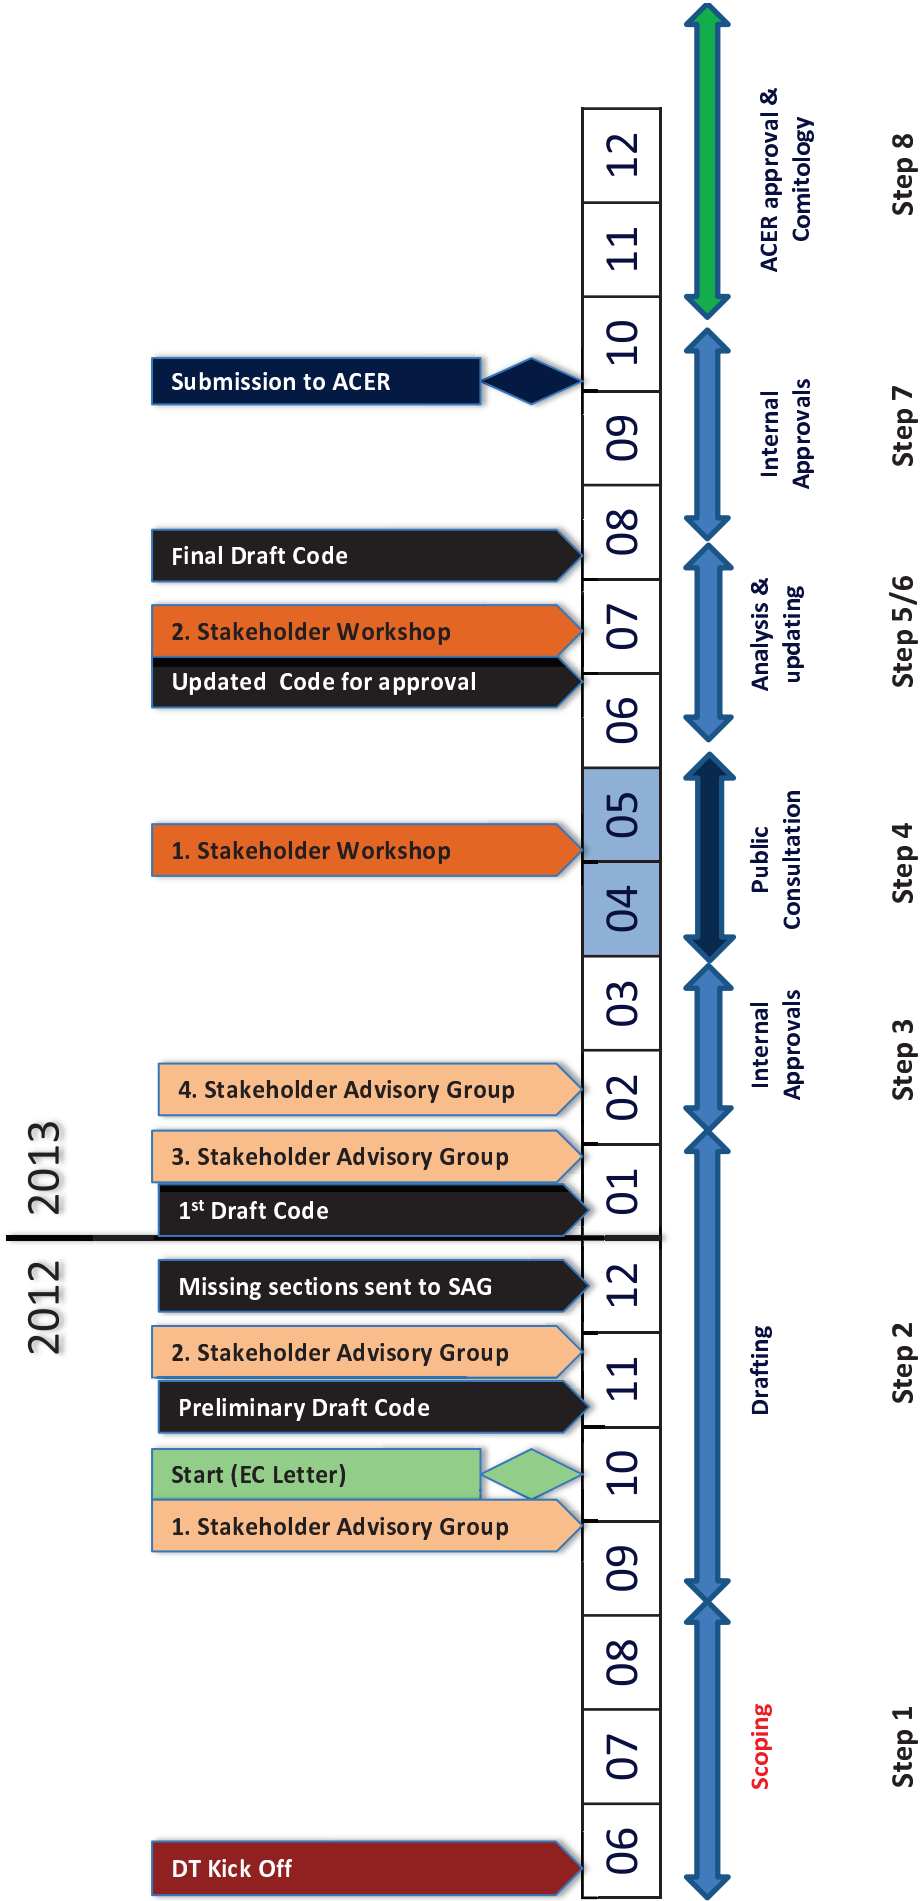 2013
2012
Submission to ACER
Final Draft Code
2. Stakeholder Workshop
Updated Code for approval
1. Stakeholder Workshop
4. Stakeholder Advisory Group
3. Stakeholder Advisory Group
1st Draft Code
Missing sections sent to SAG
2. Stakeholder Advisory Group
Preliminary Draft Code
Start (EC Letter)
1. Stakeholder Advisory Group
DT Kick Off
06
07
08
09
10
11
12
01
02
03
04
05
06
07
08
09
10
11
12
Scoping
Drafting
Internal
Approvals
Public
Consultation
Analysis &
updating
Internal
Approvals
ACER approval &
Comitology
Step 1
Step 2
Step 3
Step 4
Step 5/6
Step 7
Step 8